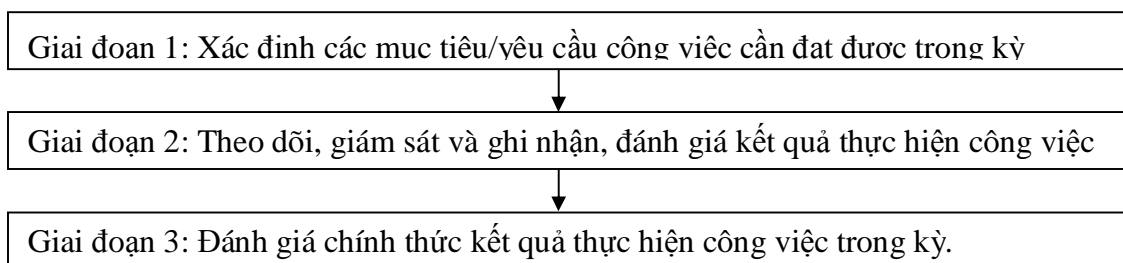 Giai đoạn 1: Xác định các mục tiêu/yêu cầu công việc cần đạt được trong kỳ
Giai đoạn 2: Theo dõi, giám sát và ghi nhận, đánh giá kết quả thực hiện công việc
Giai đoạn 3: Đánh giá chính thức kết quả thực hiện công việc trong kỳ.